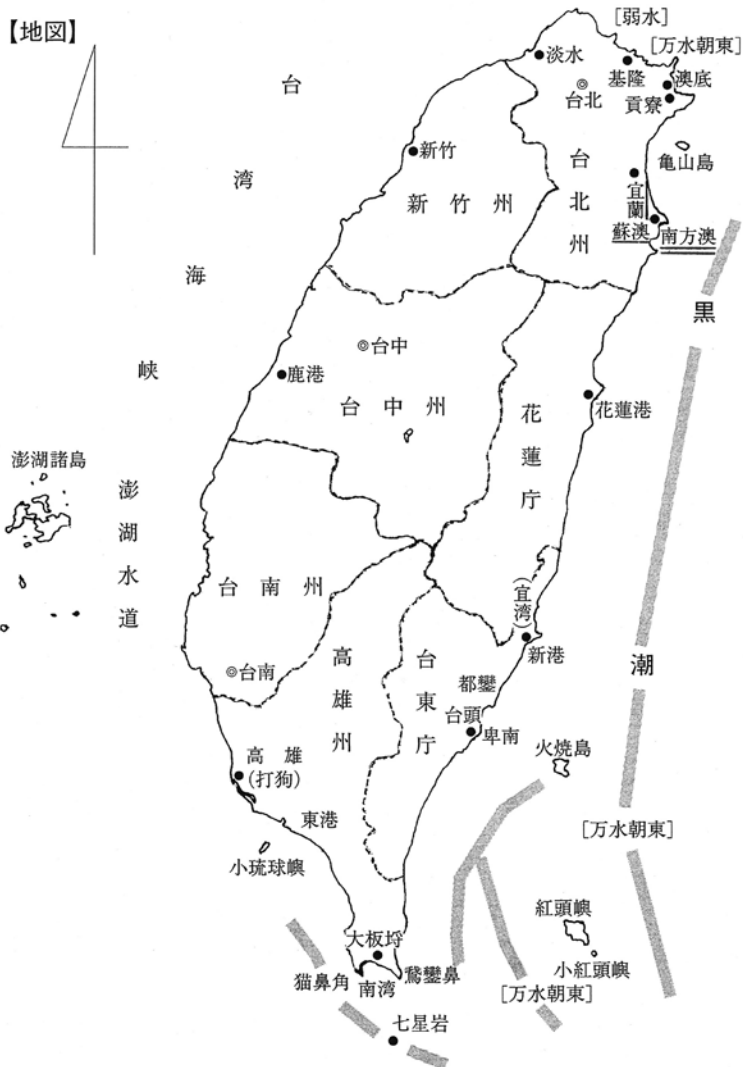 【地図】
[弱水]
[万水朝東]
淡水
基隆
澳底
台北
貢寮
台湾海峡
新竹
亀山島
新竹州
台北州
宜蘭
蘇澳
南方澳
黒潮
台中
鹿港
台中州
花蓮港
花蓮庁
澎湖諸島
澎湖水道
台南州
(宜湾)
新港
台南
高雄州
台東庁
都鑾
台頭
卑南
火焼島
高雄
(打狗)
東港
[万水朝東]
小琉球嶼
紅頭嶼
大板埒
小紅頭嶼
猫鼻角
南湾
鵞鑾鼻
[万水朝東]
七星岩